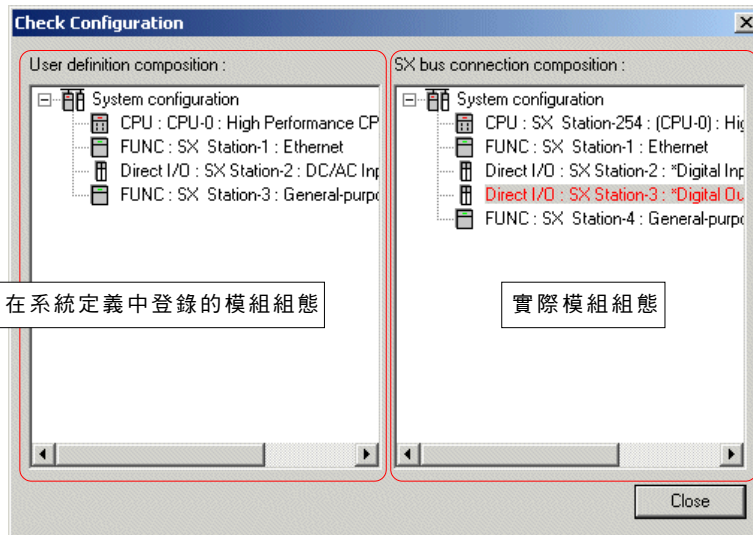 Check Configuration
User definition composition :
System configuration
CPU : CPU-0 : High Performance CP
FUNC : SX Station-1 : Ethernet
Direct I/O : SX Station-2 : DC/AC Inp
FUNC : SX Station-3 : General-purpo
在系統定義中登錄的模組組態
SX bus connection composition :
System configuration
CPU : SX Station-254 : (CPU-0) : Hig
FUNC : SX Station-1 : Ethernet
Direct I/O : SX Station-2 : *Digital Inp
Direct I/O : SX Station-3 : *Digital Ou
FUNC : SX Station-4 : General-purpo
實際模組組態
Close